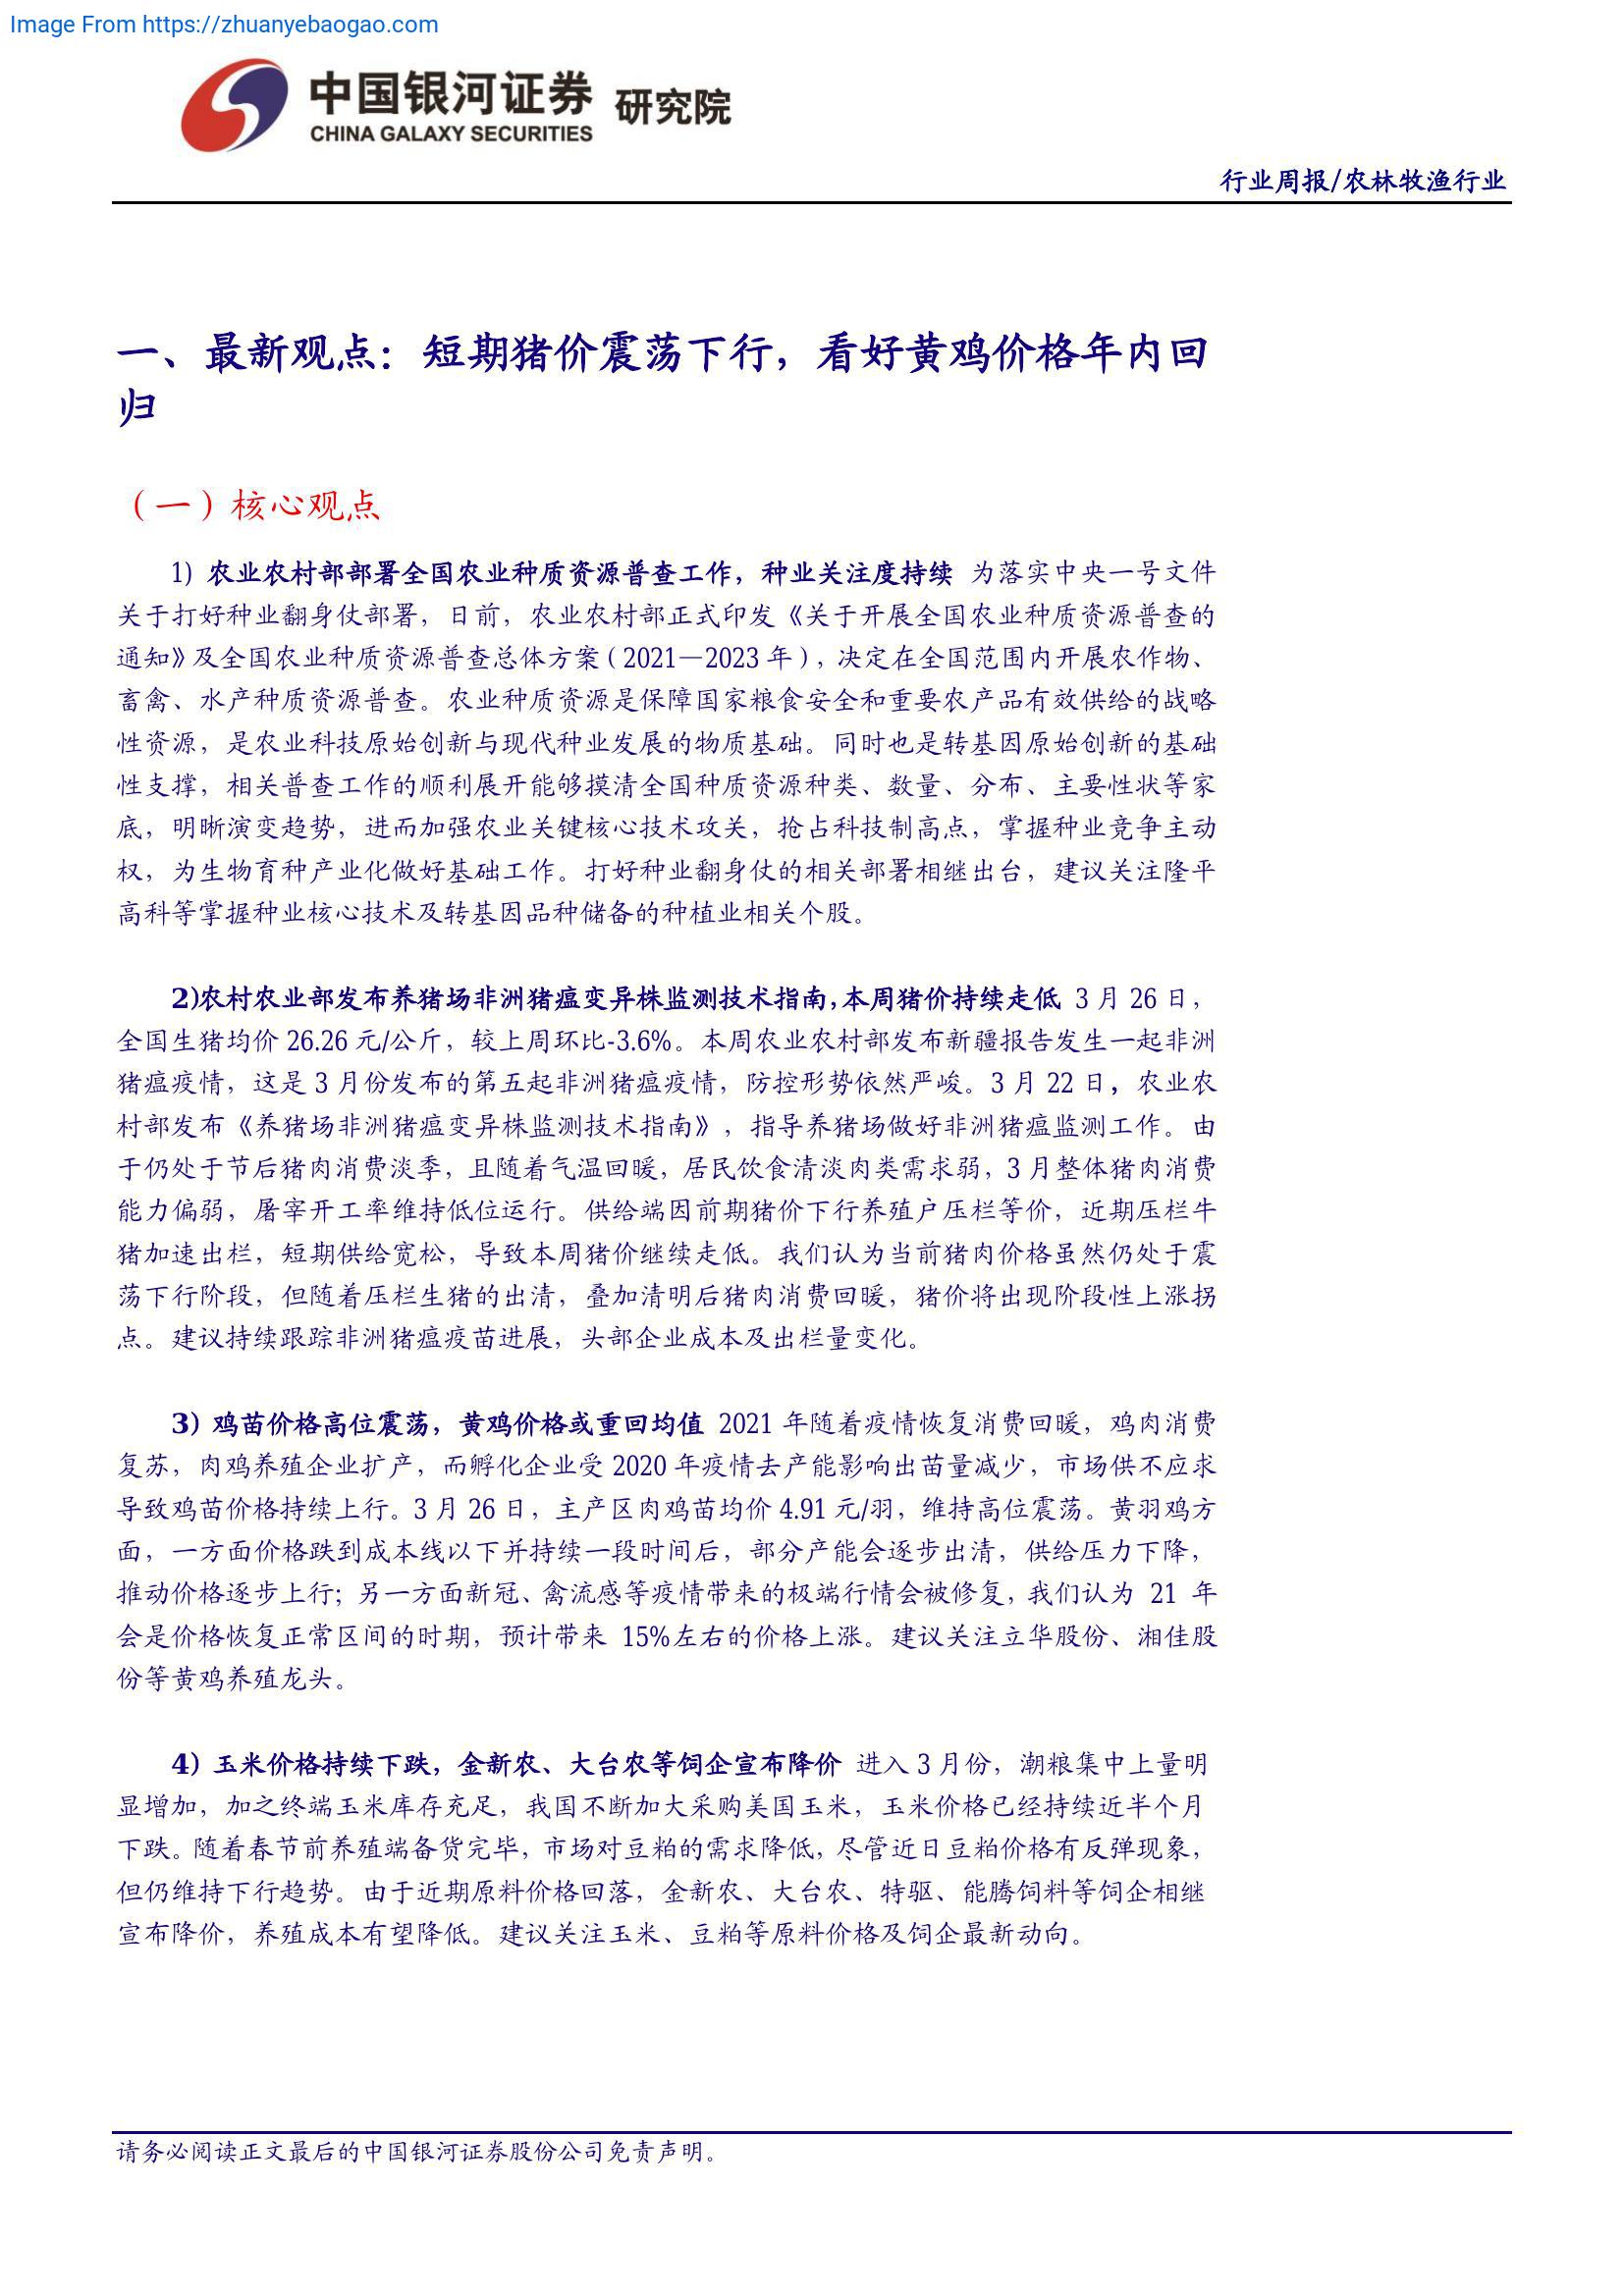 Image From https://zhuanyebaogao.com
中国银河证券 研究院
CHINA GALAXY SECURITIES
行业周报/农林牧渔行业
一、最新观点：短期猪价震荡下行，看好黄鸡价格年内回
归
（一）核心观点
1) 农业农村部部署全国农业种质资源普查工作，种业关注度持续 为落实中央一号文件
关于打好种业翻身仗部署，日前，农业农村部正式印发《关于开展全国农业种质资源普查的
通知》及全国农业种质资源普查总体方案（2021—2023 年），决定在全国范围内开展农作物、
畜禽、水产种质资源普查。农业种质资源是保障国家粮食安全和重要农产品有效供给的战略
性资源，是农业科技原始创新与现代种业发展的物质基础。同时也是转基因原始创新的基础
性支撑，相关普查工作的顺利展开能够摸清全国种质资源种类、数量、分布、主要性状等家
底，明晰演变趋势，进而加强农业关键核心技术攻关，抢占科技制高点，掌握种业竞争主动
权，为生物育种产业化做好基础工作。打好种业翻身仗的相关部署相继出台，建议关注隆平
高科等掌握种业核心技术及转基因品种储备的种植业相关个股。
2)农村农业部发布养猪场非洲猪瘟变异株监测技术指南，本周猪价持续走低 3 月 26 日，
全国生猪均价 26.26 元/公斤，较上周环比-3.6%。本周农业农村部发布新疆报告发生一起非洲
猪瘟疫情，这是 3 月份发布的第五起非洲猪瘟疫情，防控形势依然严峻。3 月 22 日，农业农
村部发布《养猪场非洲猪瘟变异株监测技术指南》，指导养猪场做好非洲猪瘟监测工作。由
于仍处于节后猪肉消费淡季，且随着气温回暖，居民饮食清淡肉类需求弱，3 月整体猪肉消费
能力偏弱，屠宰开工率维持低位运行。供给端因前期猪价下行养殖户压栏等价，近期压栏牛
猪加速出栏，短期供给宽松，导致本周猪价继续走低。我们认为当前猪肉价格虽然仍处于震
荡下行阶段，但随着压栏生猪的出清，叠加清明后猪肉消费回暖，猪价将出现阶段性上涨拐
点。建议持续跟踪非洲猪瘟疫苗进展，头部企业成本及出栏量变化。
3) 鸡苗价格高位震荡，黄鸡价格或重回均值 2021 年随着疫情恢复消费回暖，鸡肉消费
复苏，肉鸡养殖企业扩产，而孵化企业受 2020 年疫情去产能影响出苗量减少，市场供不应求
导致鸡苗价格持续上行。3 月 26 日，主产区肉鸡苗均价 4.91 元/羽，维持高位震荡。黄羽鸡方
面，一方面价格跌到成本线以下并持续一段时间后，部分产能会逐步出清，供给压力下降，
推动价格逐步上行；另一方面新冠、禽流感等疫情带来的极端行情会被修复，我们认为 21 年
会是价格恢复正常区间的时期，预计带来 15%左右的价格上涨。建议关注立华股份、湘佳股
份等黄鸡养殖龙头。
4) 玉米价格持续下跌，金新农、大台农等饲企宣布降价 进入 3 月份，潮粮集中上量明
显增加，加之终端玉米库存充足，我国不断加大采购美国玉米，玉米价格已经持续近半个月
下跌。随着春节前养殖端备货完毕，市场对豆粕的需求降低，尽管近日豆粕价格有反弹现象，
但仍维持下行趋势。由于近期原料价格回落，金新农、大台农、特驱、能腾饲料等饲企相继
宣布降价，养殖成本有望降低。建议关注玉米、豆粕等原料价格及饲企最新动向。
请务必阅读正文最后的中国银河证券股份公司免责声明。